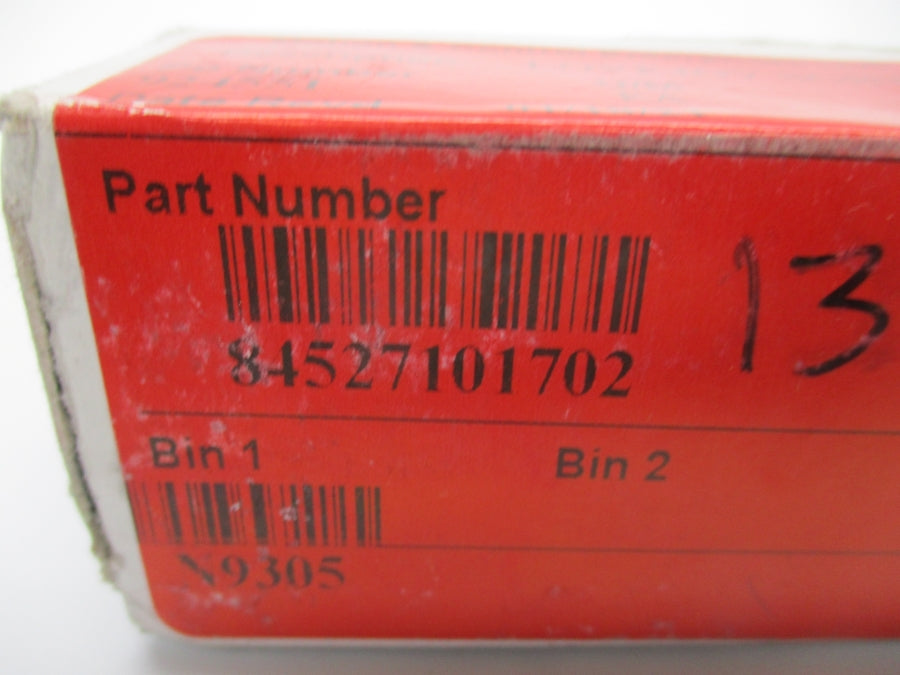 Part Number
13
84527101702
Bin 1 Bin 2
N9305